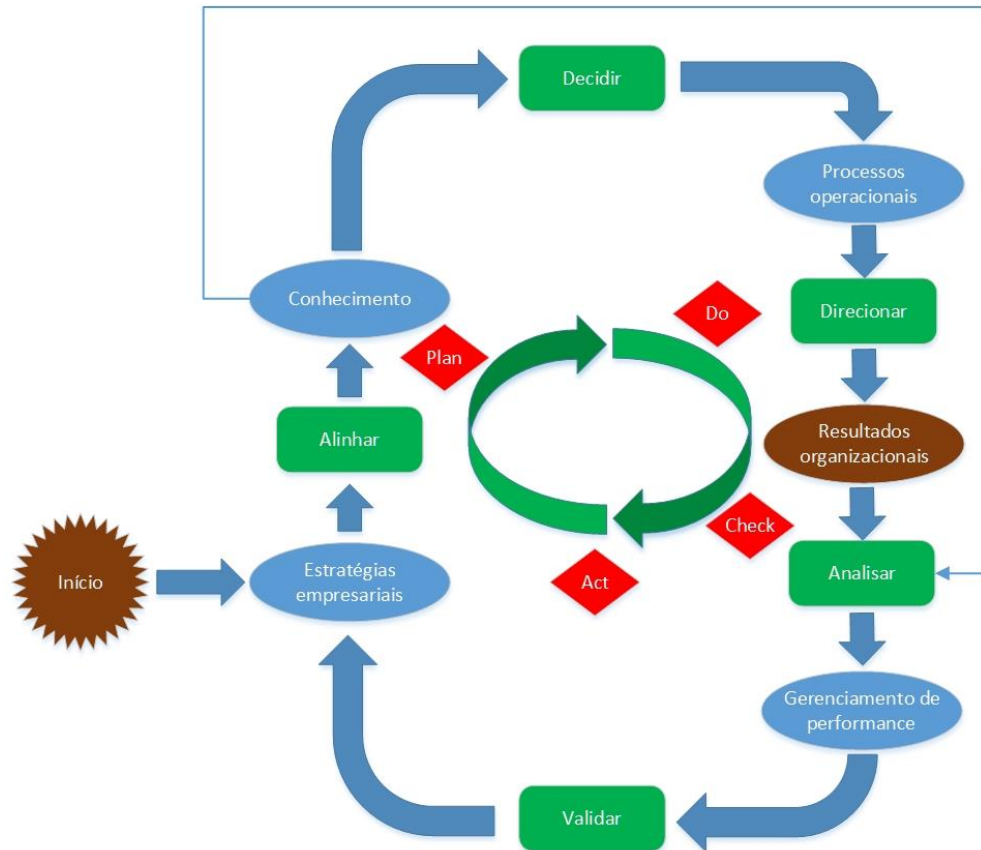 Decidir
Processos
operacionais
Conhecimento
Direcionar
Do
Plan
Alinhar
Resultados
organizacionais
Check
Início
Estratégias
empresariais
Act
Analisar
Gerenciamento de
performance
Validar